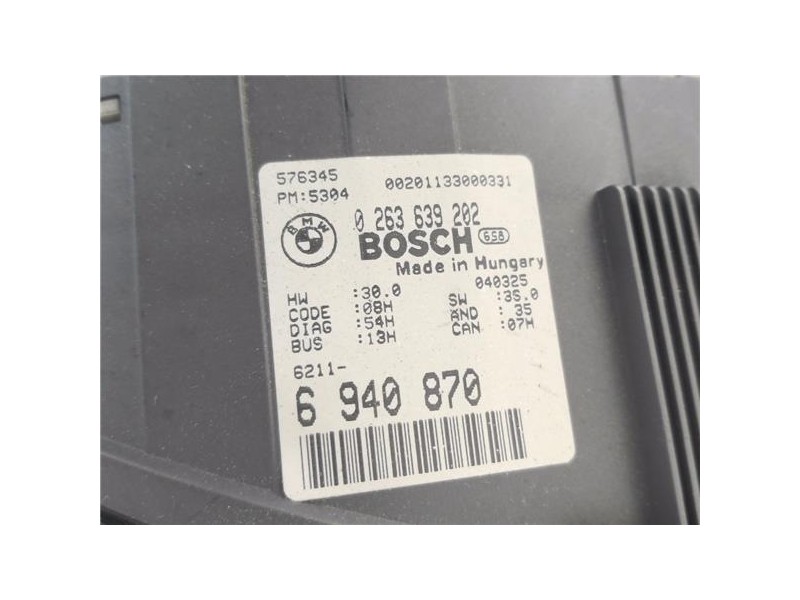 576345 00201133000331
PM:5304
0 263 639 202
BMW
BOSCH 6SB
Made in Hungary
040325
HW :30.0 SW :35.0
CODE :08H AND : 35
DIAG :54H CAN :07H
BUS :13H
6211-
6 940 870